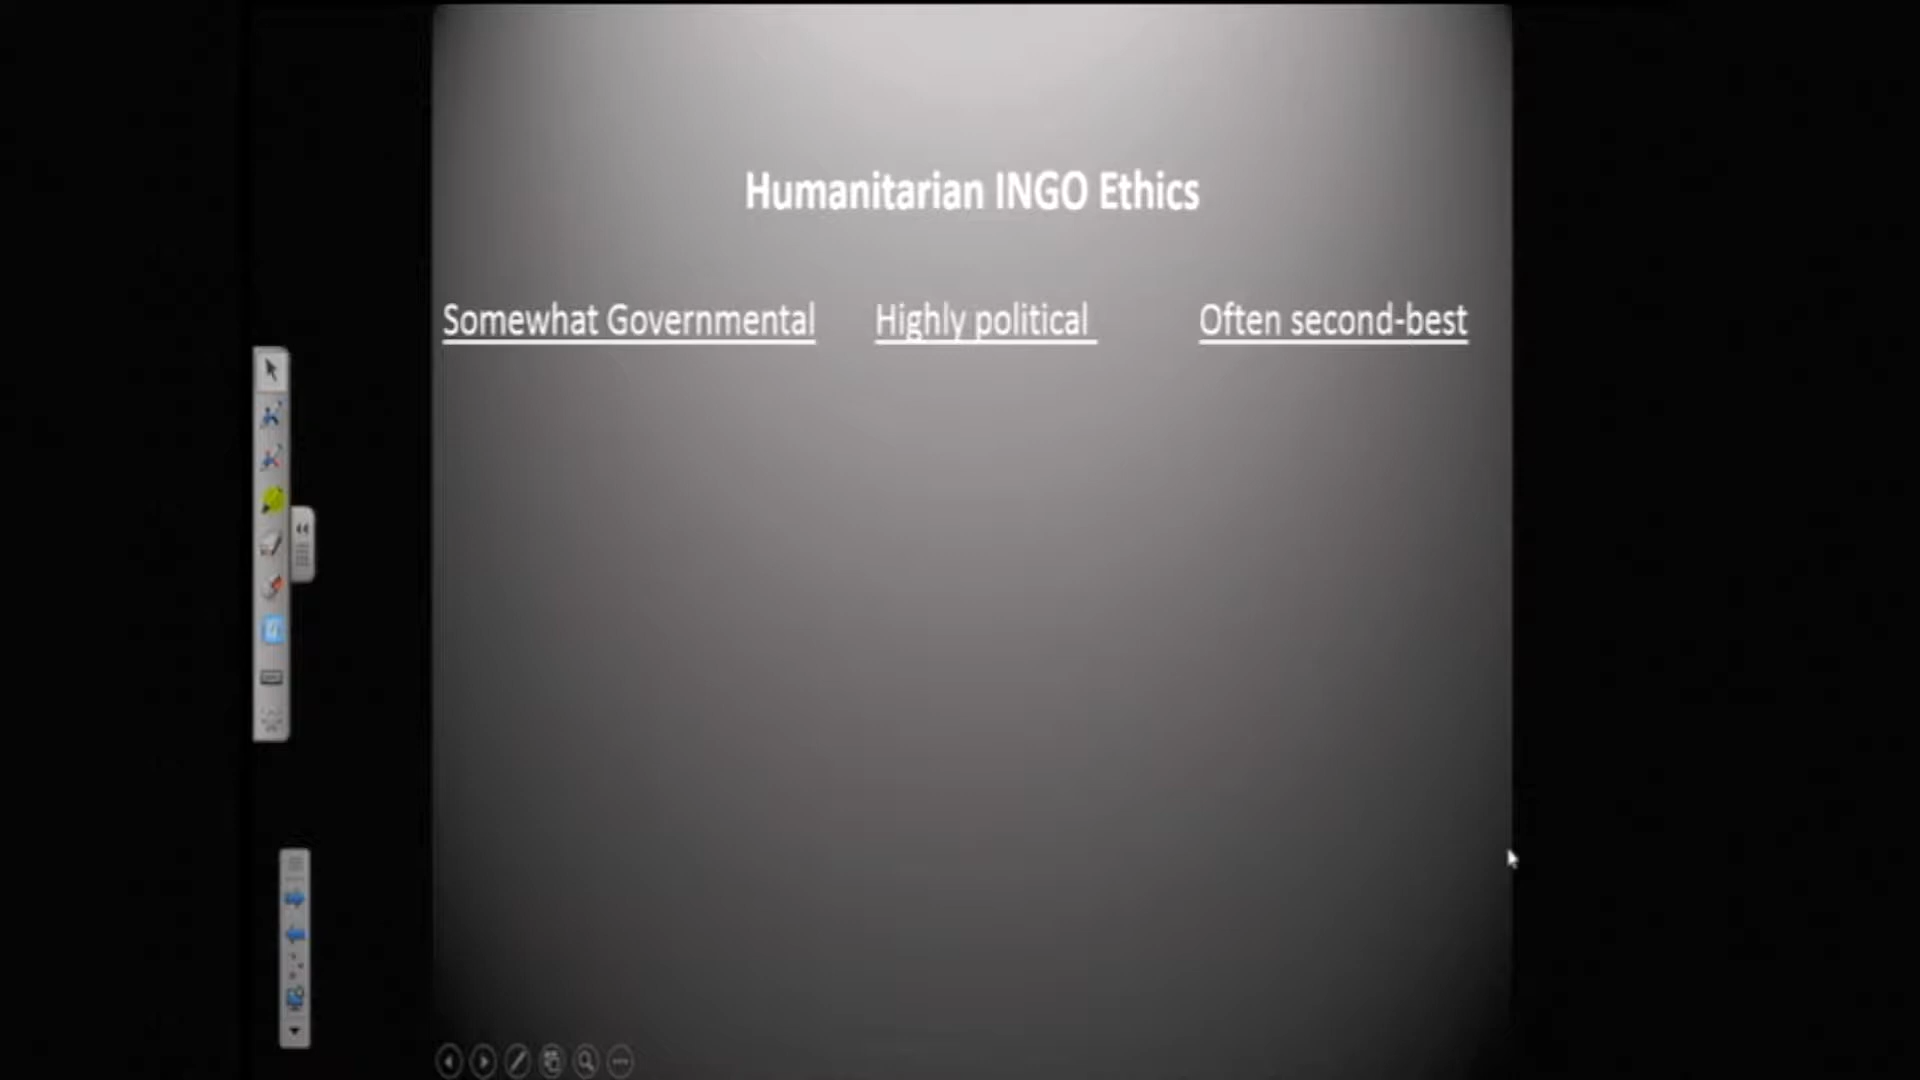 Humanitarian INGO Ethics
Somewhat Governmental Highly political Often second-best